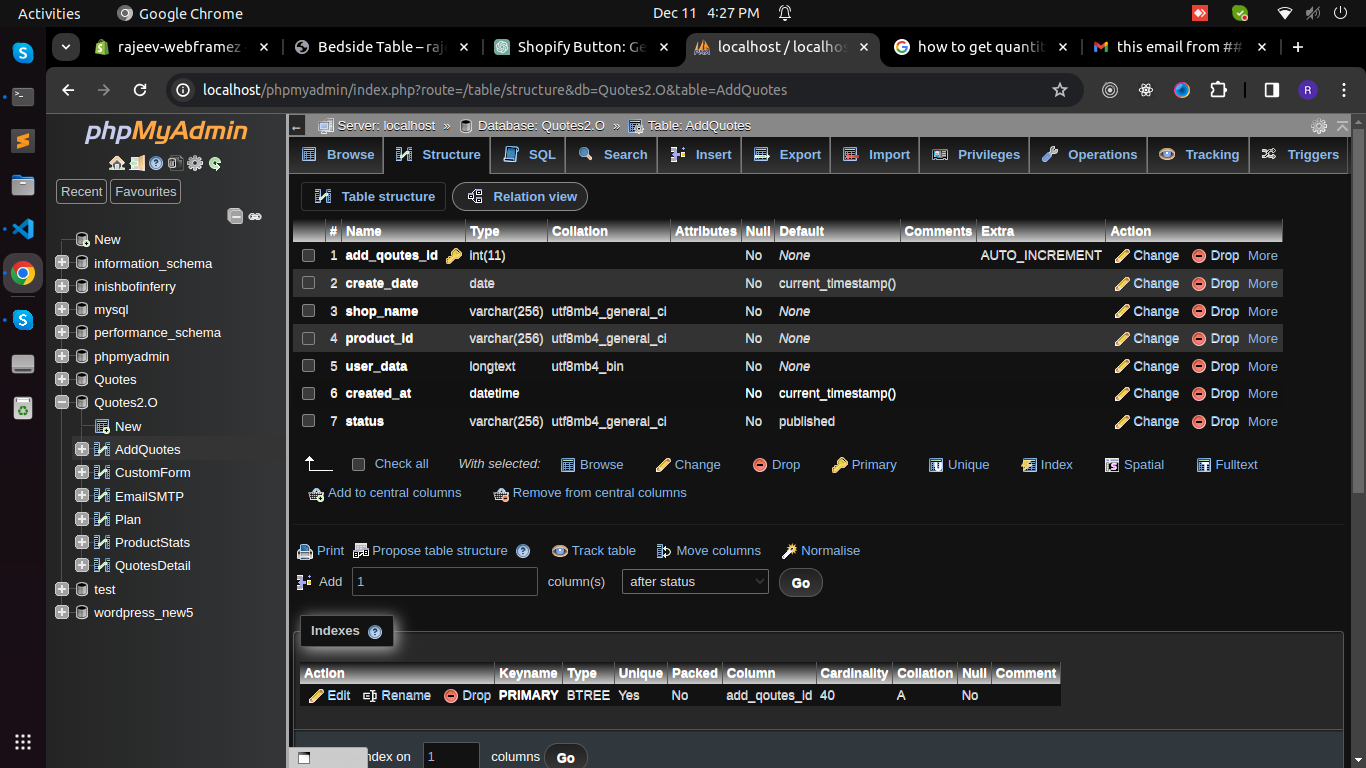 Activities Google Chrome Dec 11 4:27 PM
rajeev-webframez Bedside Table – raj Shopify Button: Ge localhost / localhos how to get quantit this email from ##
localhost/phpmyadmin/index.php?route=/table/structure&db=Quotes2.O&table=AddQuotes R
phpMyAdmin
Recent Favourites
New
information_schema
inishbofinferry
mysql
performance_schema
phpmyadmin
Quotes
Quotes2.O
New
AddQuotes
CustomForm
EmailSMTP
Plan
ProductStats
QuotesDetail
test
wordpress_new5
Server: localhost » Database: Quotes2.O » Table: AddQuotes
Browse Structure SQL Search Insert Export Import Privileges Operations Tracking Triggers
Table structure Relation view
# Name Type Collation Attributes Null Default Comments Extra Action
1 add_qoutes_id int(11) No None AUTO_INCREMENT Change Drop More
2 create_date date No current_timestamp() Change Drop More
3 shop_name varchar(256) utf8mb4_general_ci No None Change Drop More
4 product_id varchar(256) utf8mb4_general_ci No None Change Drop More
5 user_data longtext utf8mb4_bin No None Change Drop More
6 created_at datetime No current_timestamp() Change Drop More
7 status varchar(256) utf8mb4_general_ci No published Change Drop More
Check all With selected: Browse Change Drop Primary Unique Index Spatial Fulltext
Add to central columns Remove from central columns
Print Propose table structure Track table Move columns Normalise
Add 1 column(s) after status Go
Indexes
Action Keyname Type Unique Packed Column Cardinality Collation Null Comment
Edit Rename Drop PRIMARY BTREE Yes No add_qoutes_id 40 A No
ndex on 1 columns Go